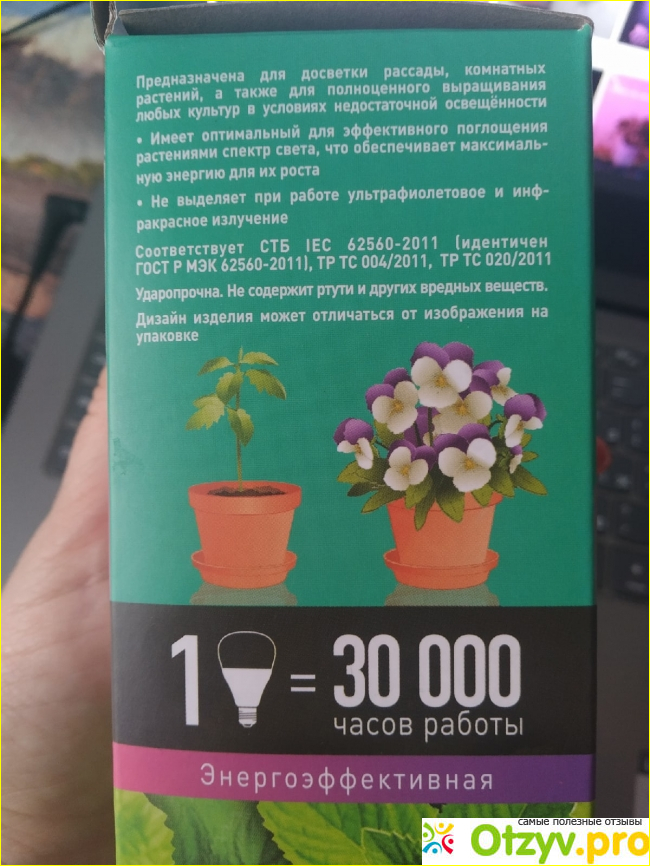 Предназначена для досветки рассады, комнатных
растений, а также для полноценного выращивания
любых культур в условиях недостаточной освещённости
• Имеет оптимальный для эффективного поглощения
растениями спектр света, что обеспечивает максималь-
ную энергию для их роста
• Не выделяет при работе ультрафиолетовое и инф-
ракрасное излучение
Соответствует СТБ IEC 62560-2011 (идентичен
ГОСТ Р МЭК 62560-2011), ТР ТС 004/2011, ТР ТС 020/2011
Ударопрочна. Не содержит ртути и других вредных веществ.
Дизайн изделия может отличаться от изображения на
упаковке
1 = 30 000
часов работы
Энергоэффективная
самые полезные отзывы
Otzyv.pro